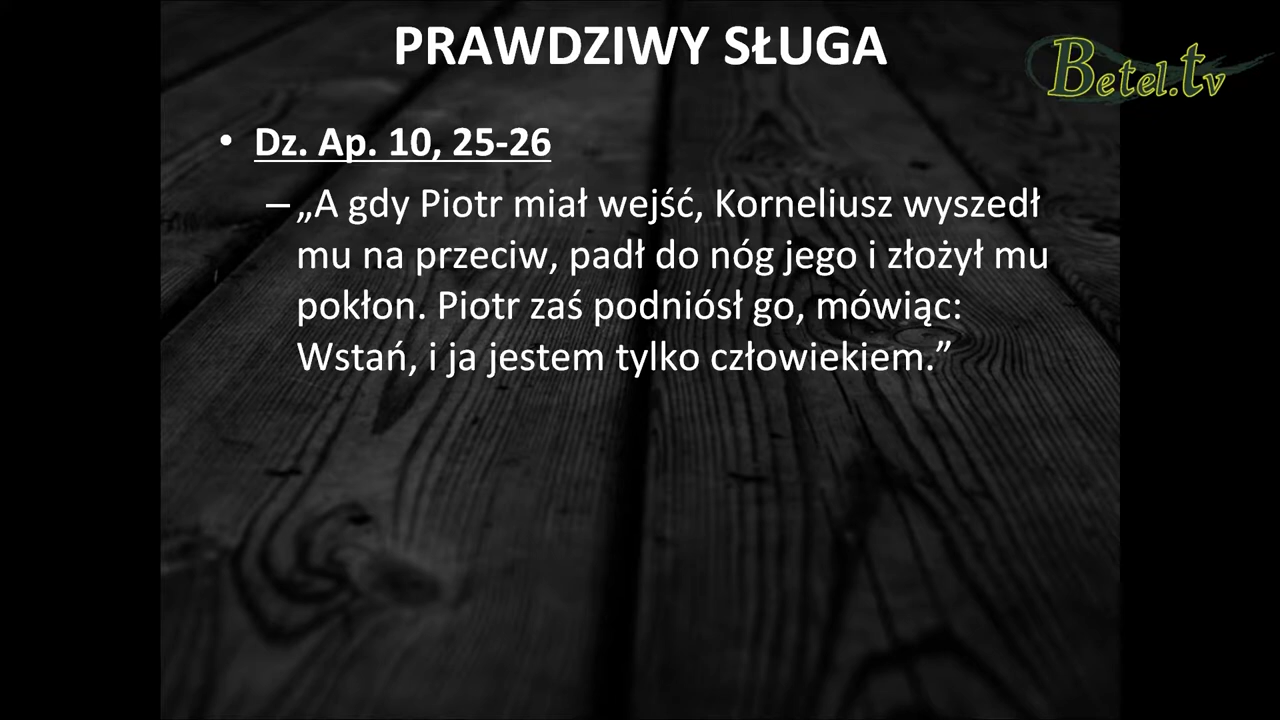 PRAWDZIWY SŁUGA
Betel.tv
• Dz. Ap. 10, 25-26
– „A gdy Piotr miał wejść, Korneliusz wyszedł
mu na przeciw, padł do nóg jego i złożył mu
pokłon. Piotr zaś podniósł go, mówiąc:
Wstań, i ja jestem tylko człowiekiem.”